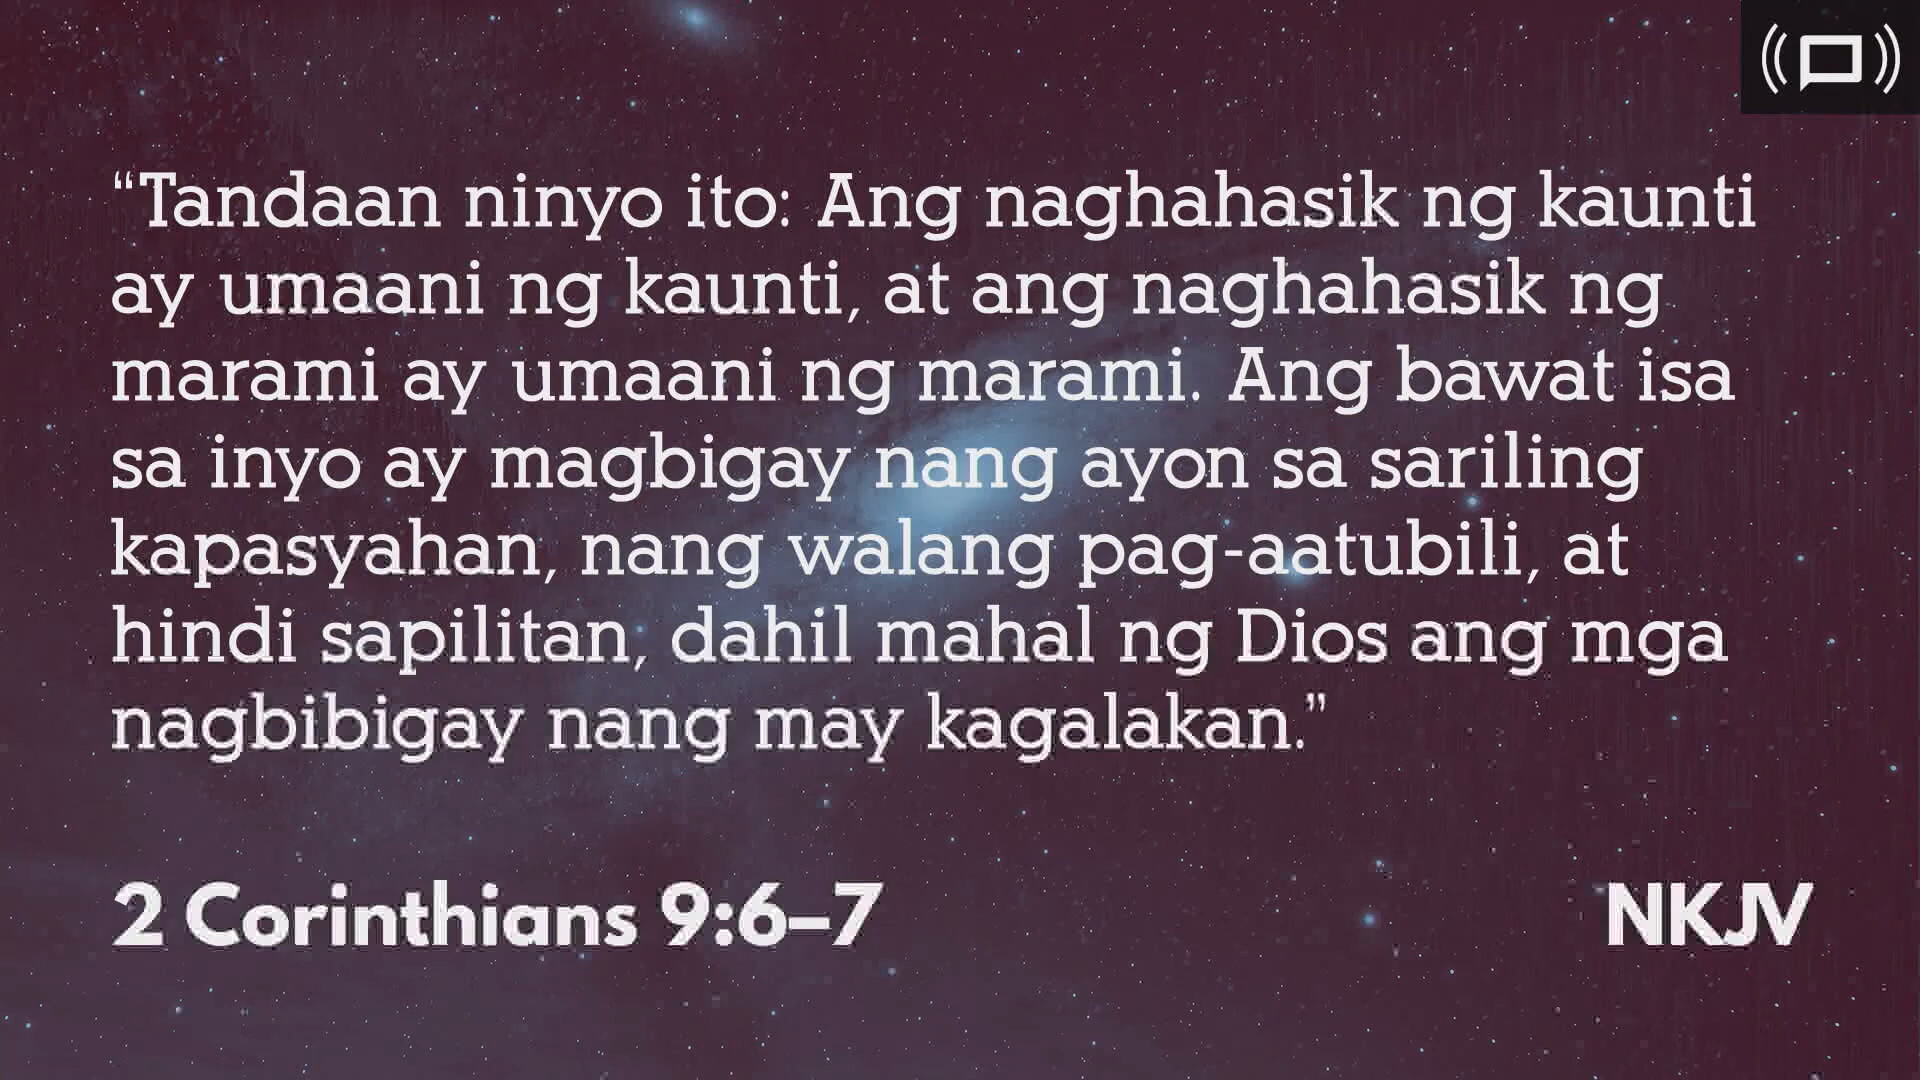 “Tandaan ninyo ito: Ang naghahasik ng kaunti
ay umaani ng kaunti, at ang naghahasik ng
marami ay umaani ng marami. Ang bawat isa
sa inyo ay magbigay nang ayon sa sariling
kapasyahan, nang walang pag-aatubili, at
hindi sapilitan, dahil mahal ng Dios ang mga
nagbibigay nang may kagalakan.”
2 Corinthians 9:6–7
NKJV